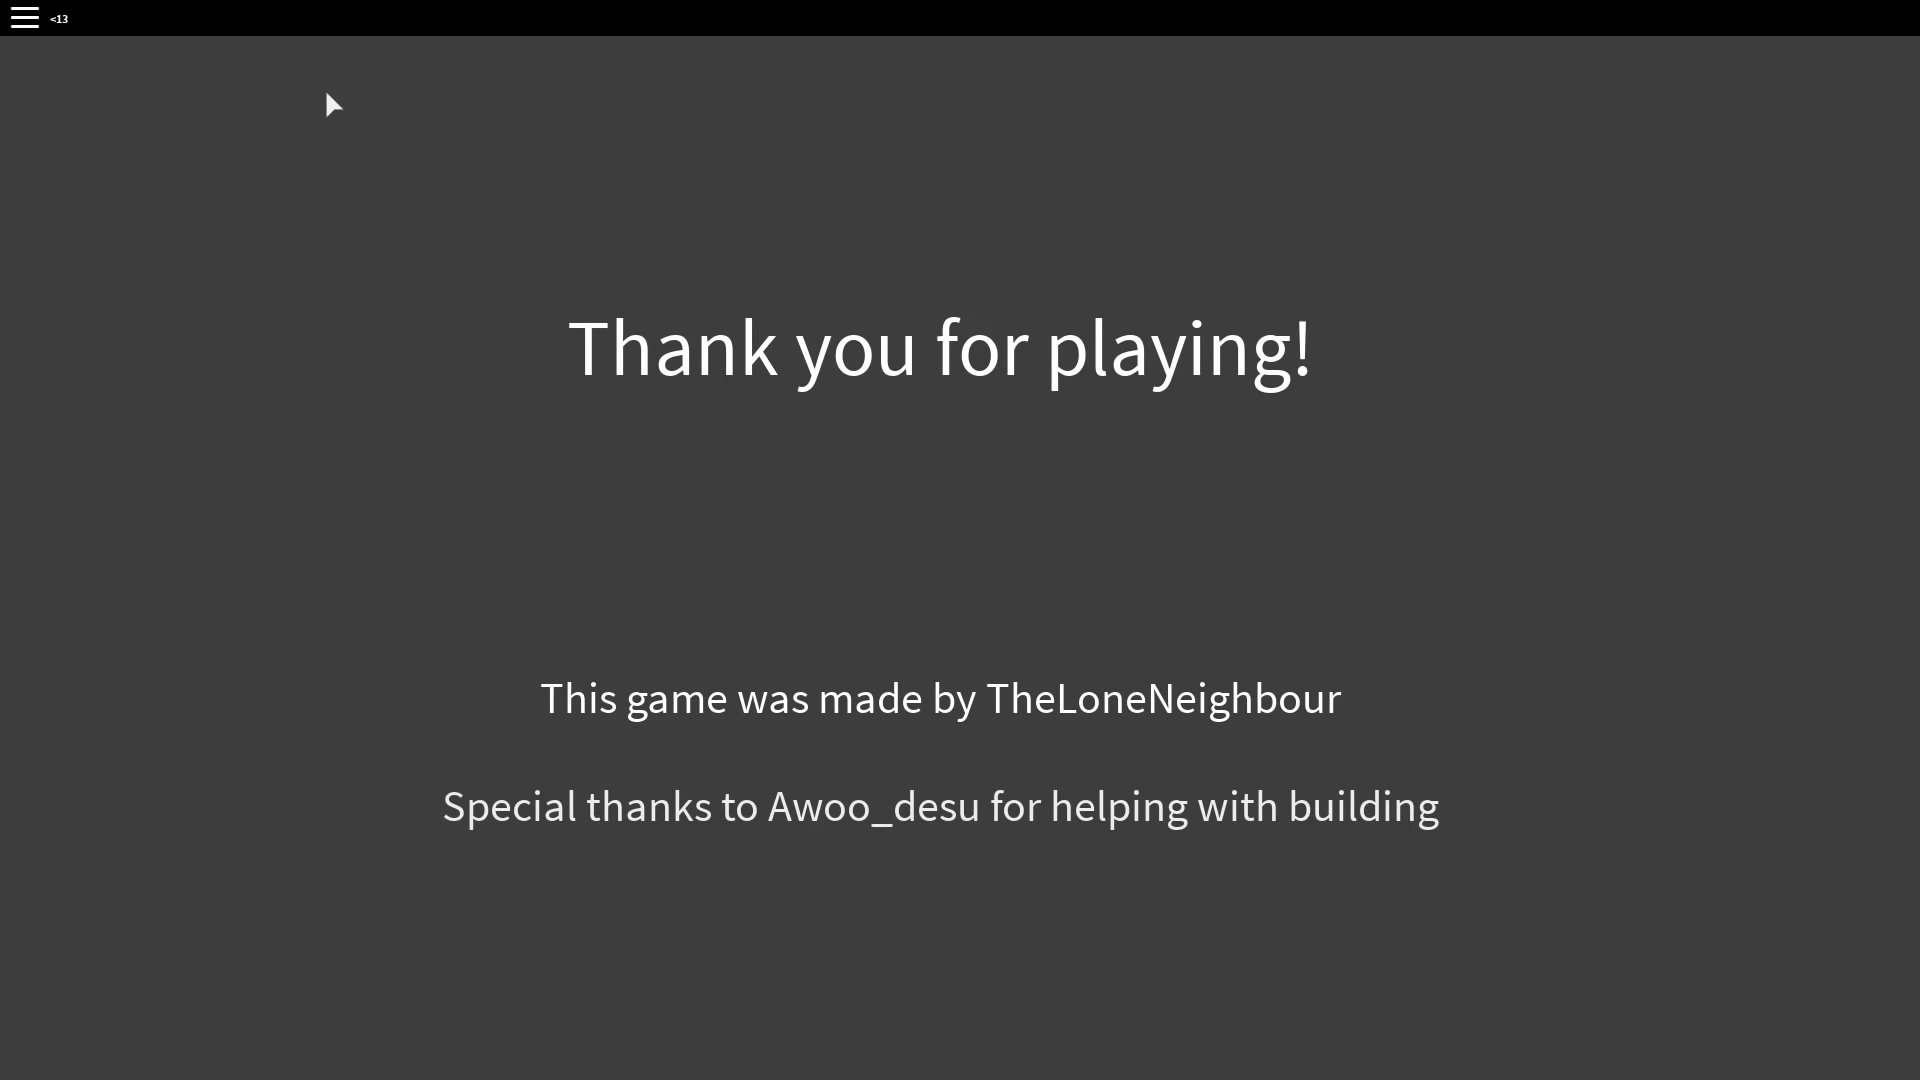 <13
Thank you for playing!
This game was made by TheLoneNeighbour
Special thanks to Awoo_desu for helping with building